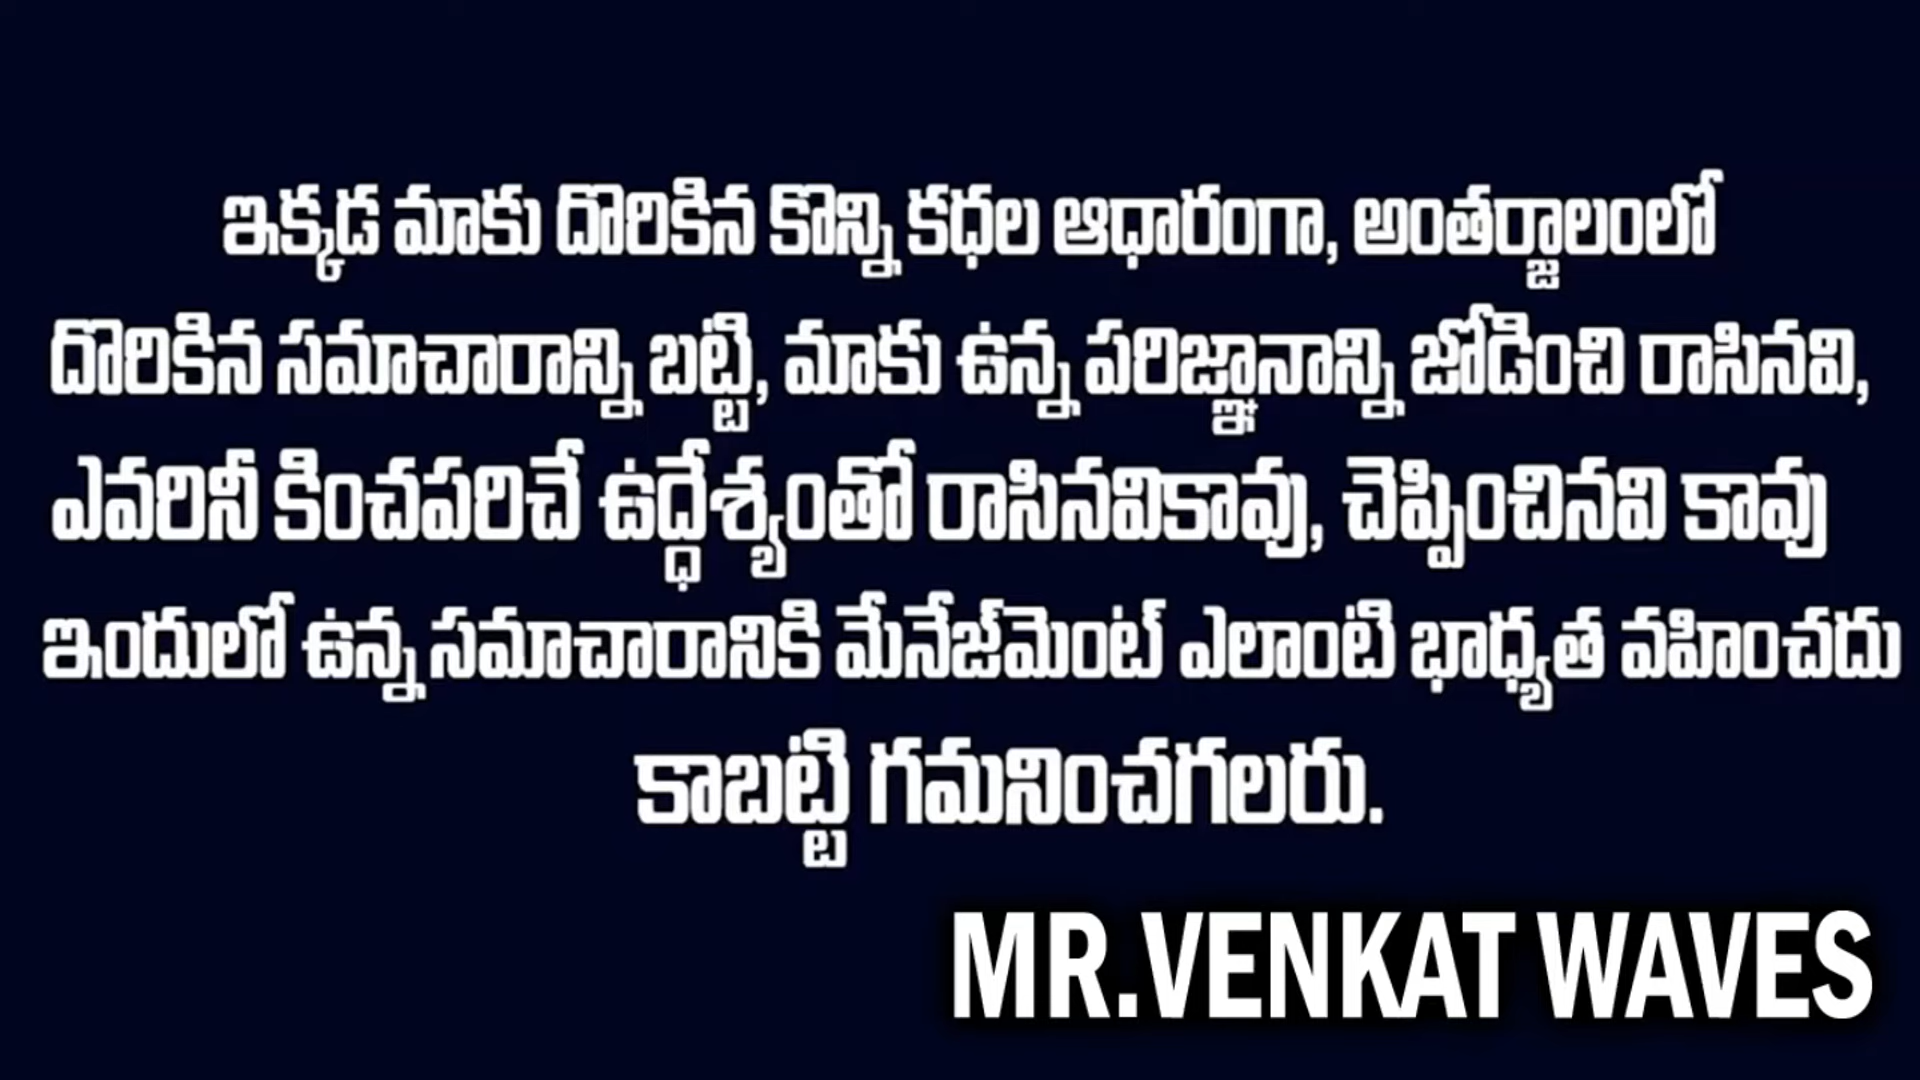 ఇక్కడ మాకు దొరికిన కొన్ని కధల ఆధారంగా, అంతర్జాలంలో
దొరికిన సమాచారాన్ని బట్టి, మాకు ఉన్న పరిజ్ఞానాన్ని జోడించి రాసినవి,
ఎవరినీ కించపరిచే ఉద్ధేశ్యంతో రాసినవికావు, చెప్పించినవి కావు
ఇందులో ఉన్న సమాచారానికి మేనేజ్‌మెంట్ ఎలాంటి భాధ్యత వహించదు
కాబట్టి గమనించగలరు.
MR.VENKAT WAVES